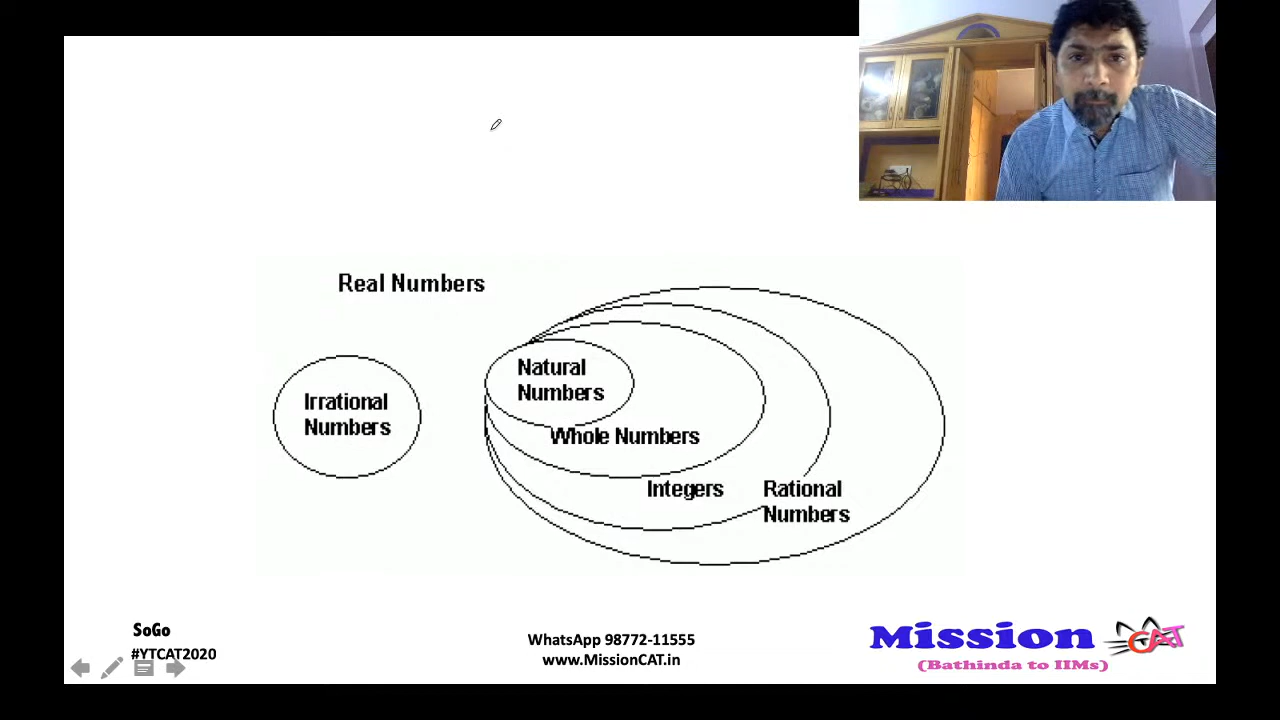 Real Numbers
Irrational
Numbers
Natural
Numbers
Whole Numbers
Integers
Rational
Numbers
SoGo
#YTCAT2020
WhatsApp 98772-11555
www.MissionCAT.in
Mission CAT
(Bathinda to IIMs)